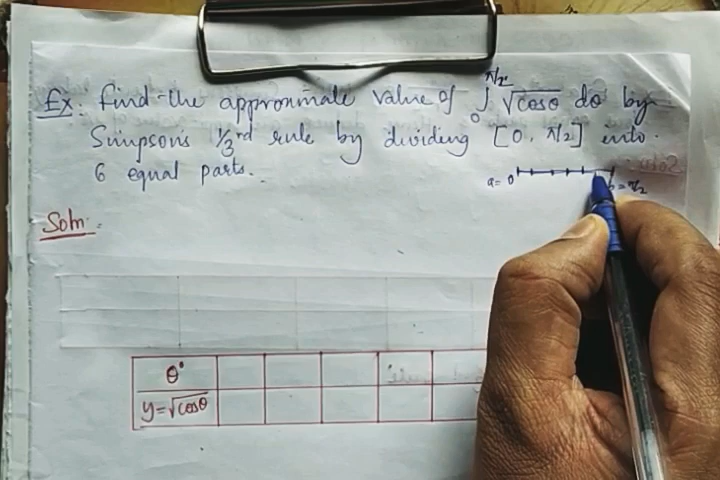 Ex: Find the approximate value of ∫₀^π/2 √cosθ dθ by
Simpson's 1/3rd rule by dividing [0, π/2] into
6 equal parts.
a = 0 b = π/2
Soln:
θ°
y = √cosθ